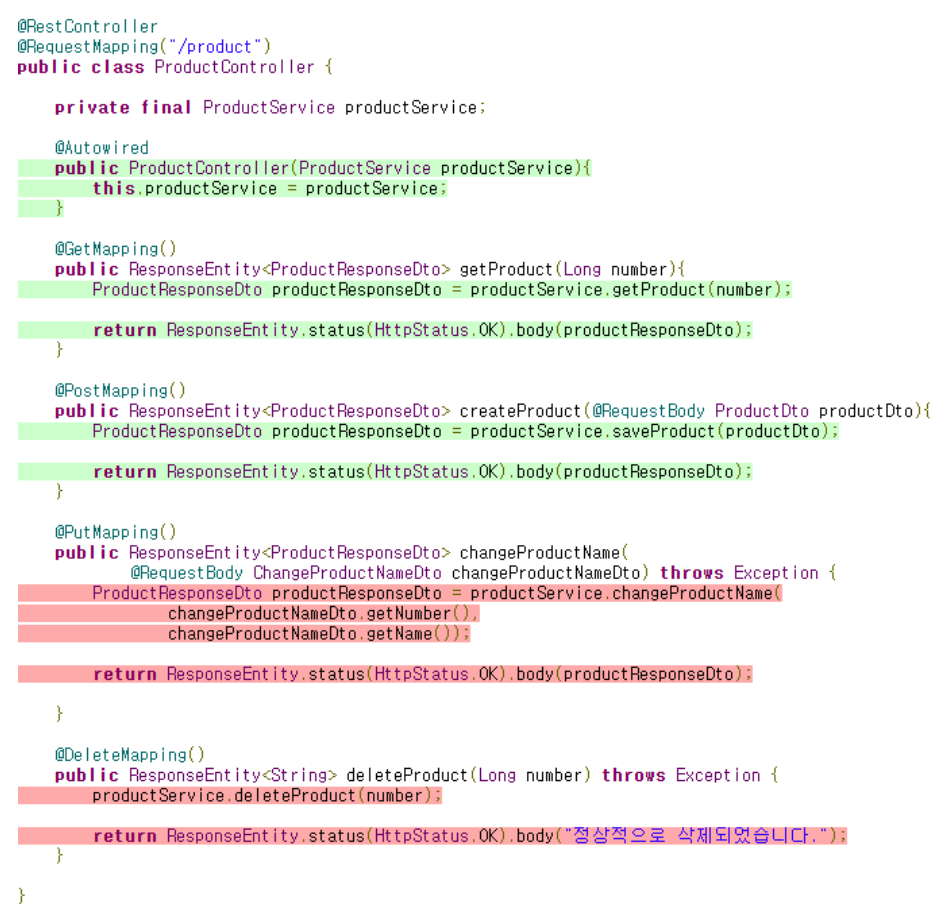 @RestController
@RequestMapping("/product")
public class ProductController {
private final ProductService productService;
@Autowired
public ProductController(ProductService productService){
this.productService = productService;
}
@GetMapping()
public ResponseEntity<ProductResponseDto> getProduct(Long number){
ProductResponseDto productResponseDto = productService.getProduct(number);
return ResponseEntity.status(HttpStatus.OK).body(productResponseDto);
}
@PostMapping()
public ResponseEntity<ProductResponseDto> createProduct(@RequestBody ProductDto productDto){
ProductResponseDto productResponseDto = productService.saveProduct(productDto);
return ResponseEntity.status(HttpStatus.OK).body(productResponseDto);
}
@PutMapping()
public ResponseEntity<ProductResponseDto> changeProductName(
@RequestBody ChangeProductNameDto changeProductNameDto) throws Exception {
ProductResponseDto productResponseDto = productService.changeProductName(
changeProductNameDto.getNumber(),
changeProductNameDto.getName());
return ResponseEntity.status(HttpStatus.OK).body(productResponseDto);
}
@DeleteMapping()
public ResponseEntity<String> deleteProduct(Long number) throws Exception {
productService.deleteProduct(number);
return ResponseEntity.status(HttpStatus.OK).body("정상적으로 삭제되었습니다.");
}
}